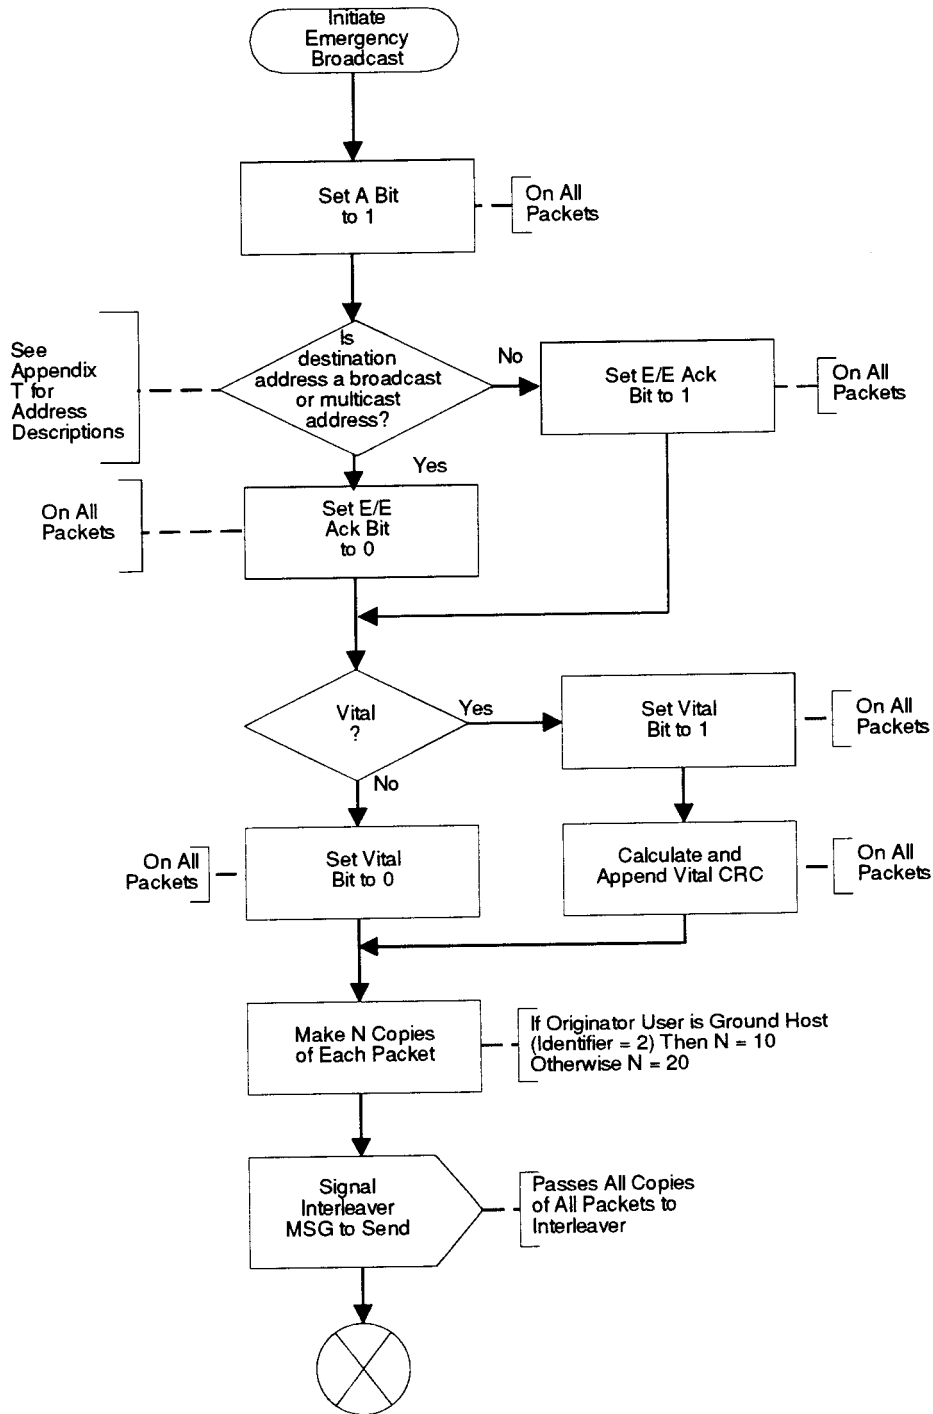 Initiate
Emergency
Broadcast
Set A Bit
to 1
On All
Packets
See
Appendix
T for
Address
Descriptions
Is
destination
address a broadcast
or multicast
address?
No
Set E/E Ack
Bit to 1
On All
Packets
Yes
On All
Packets
Set E/E
Ack Bit
to 0
Vital
?
Yes
Set Vital
Bit to 1
On All
Packets
No
On All
Packets
Set Vital
Bit to 0
Calculate and
Append Vital CRC
On All
Packets
Make N Copies
of Each Packet
If Originator User is Ground Host
(Identifier = 2) Then N = 10
Otherwise N = 20
Signal
Interleaver
MSG to Send
Passes All Copies
of All Packets to
Interleaver